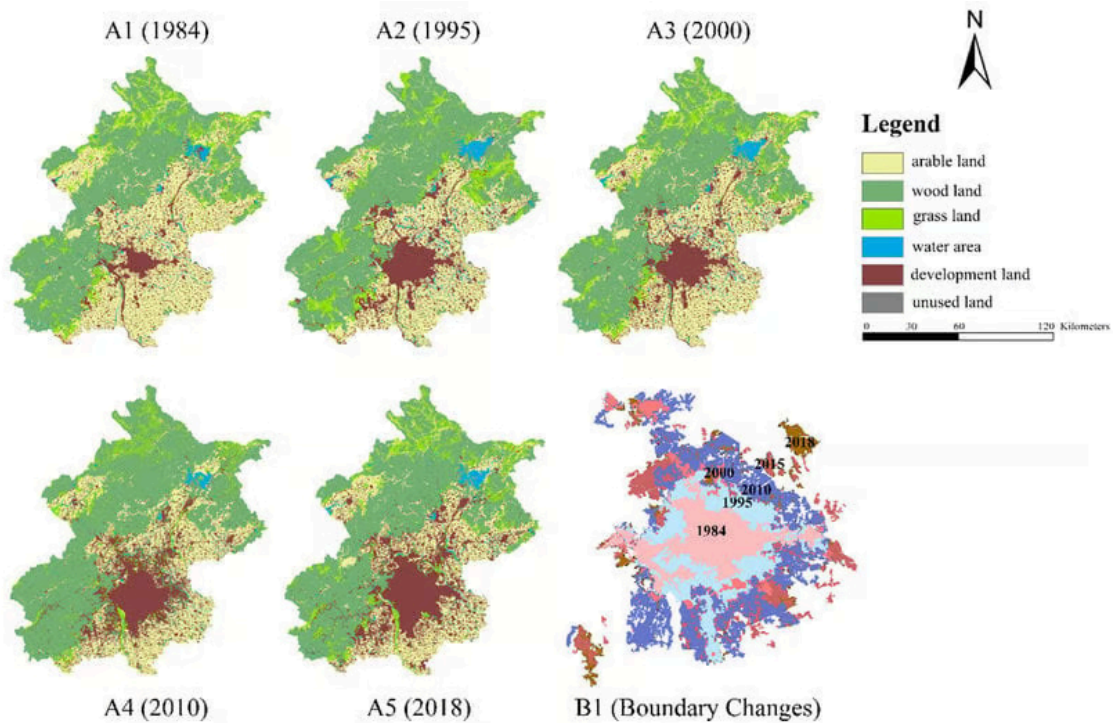 A1 (1984)
A2 (1995)
A3 (2000)
N
Legend
arable land
wood land
grass land
water area
development land
unused land
0 30 60 120 Kilometers
2018
2015
2000
2010
1995
1984
A4 (2010)
A5 (2018)
B1 (Boundary Changes)